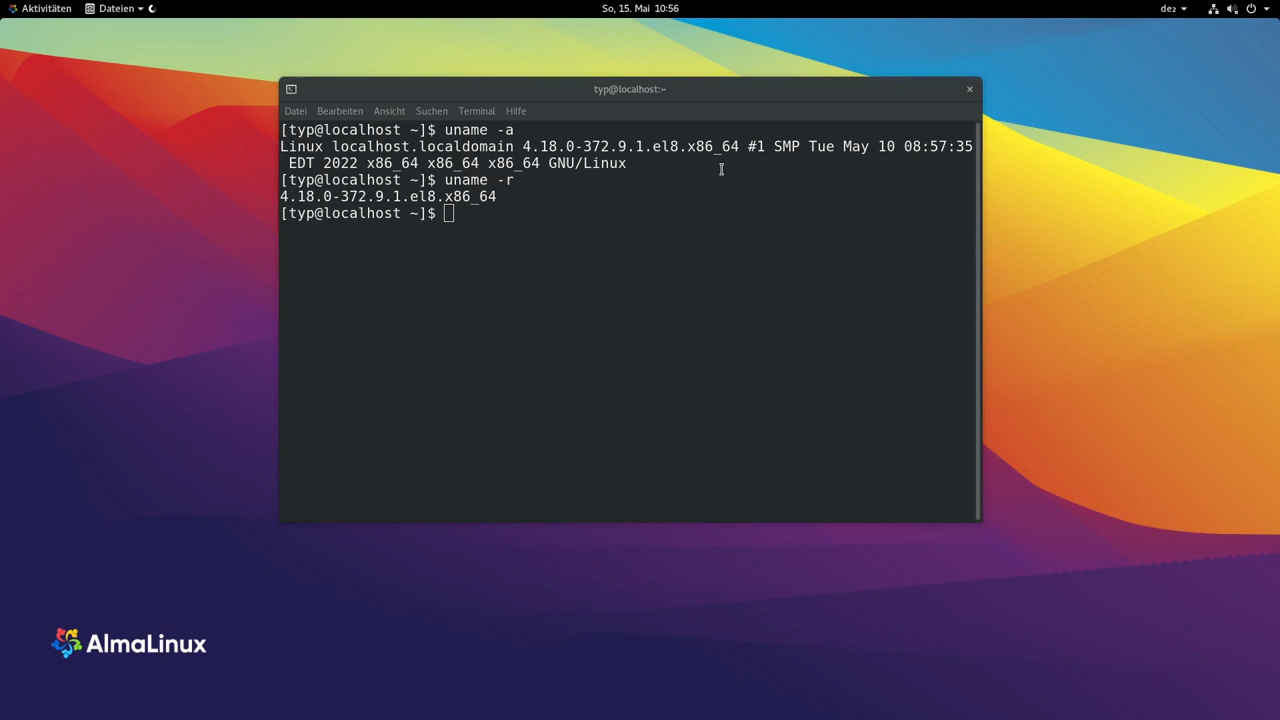 Aktivitäten Dateien So, 15. Mai 10:56 de₂
typ@localhost:~
Datei Bearbeiten Ansicht Suchen Terminal Hilfe
[typ@localhost ~]$ uname -a
Linux localhost.localdomain 4.18.0-372.9.1.el8.x86_64 #1 SMP Tue May 10 08:57:35
EDT 2022 x86_64 x86_64 x86_64 GNU/Linux
[typ@localhost ~]$ uname -r
4.18.0-372.9.1.el8.x86_64
[typ@localhost ~]$
AlmaLinux